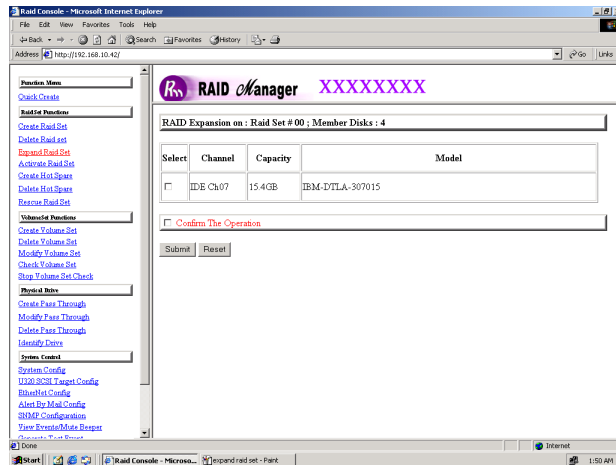 Raid Console - Microsoft Internet Explorer
File Edit View Favorites Tools Help
Back Search Favorites History
Address http://192.168.10.42/ Go Links
Function Menu
Quick Create
RaidSet Functions
Create Raid Set
Delete Raid set
Expand Raid Set
Activate Raid Set
Create Hot Spare
Delete Hot Spare
Rescue Raid Set
VolumeSet Functions
Create Volume Set
Delete Volume Set
Modify Volume Set
Check Volume Set
Stop Volume Set Check
Physical Drive
Create Pass Through
Modify Pass Through
Delete Pass Through
Identify Drive
System Control
System Config
U320 SCSI Target Config
EtherNet Config
Alert By Mail Config
SNMP Configuration
View Events/Mute Beeper
Generate Test Event
RAID Manager XXXXXXXX
RAID Expansion on : Raid Set # 00 ; Member Disks : 4
Select Channel Capacity Model
IDE Ch07 15.4GB IBM-DTLA-307015
Confirm The Operation
Submit Reset
Done Internet
Start Raid Console - Microso... expand raid set - Paint 1:50 AM